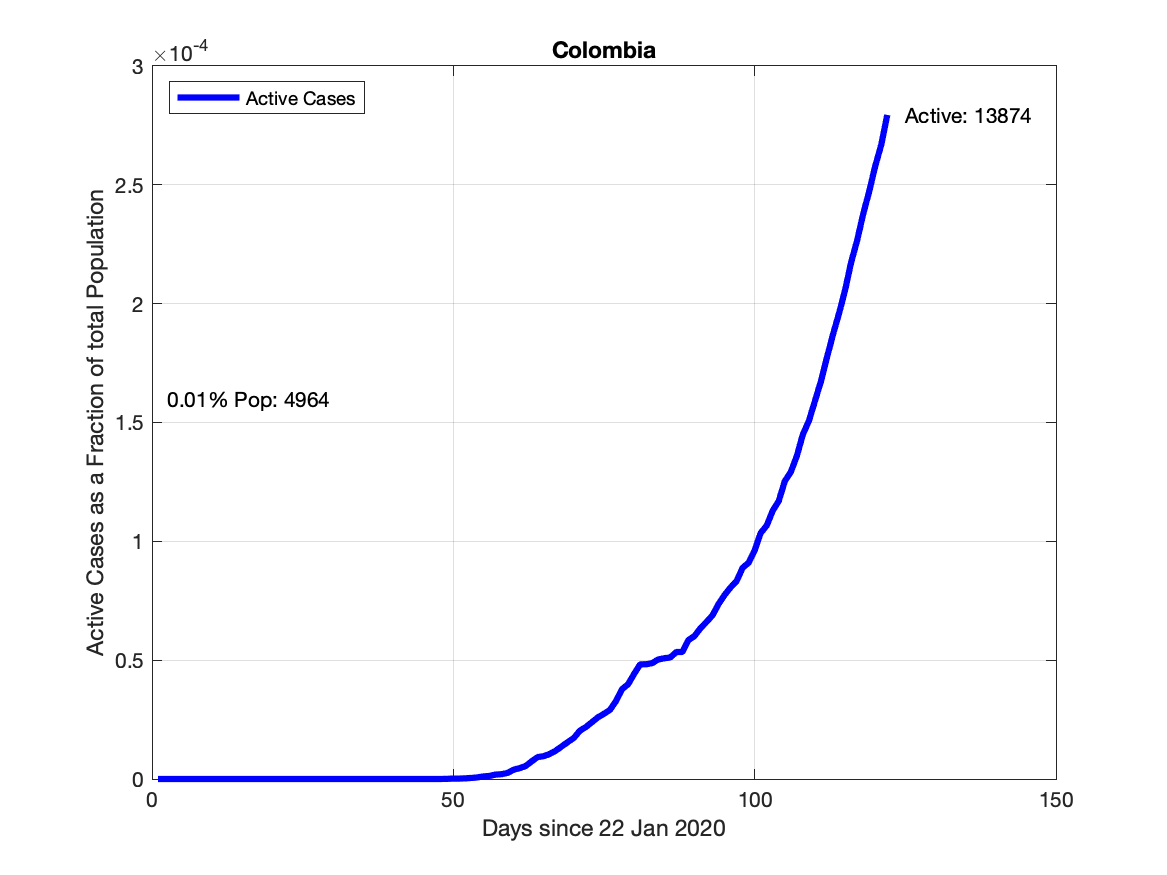 Colombia
×10⁻⁴
3
Active Cases
Active: 13874
2.5
2
0.01% Pop: 4964
1.5
1
0.5
0
0
50
100
150
Days since 22 Jan 2020
Active Cases as a Fraction of total Population